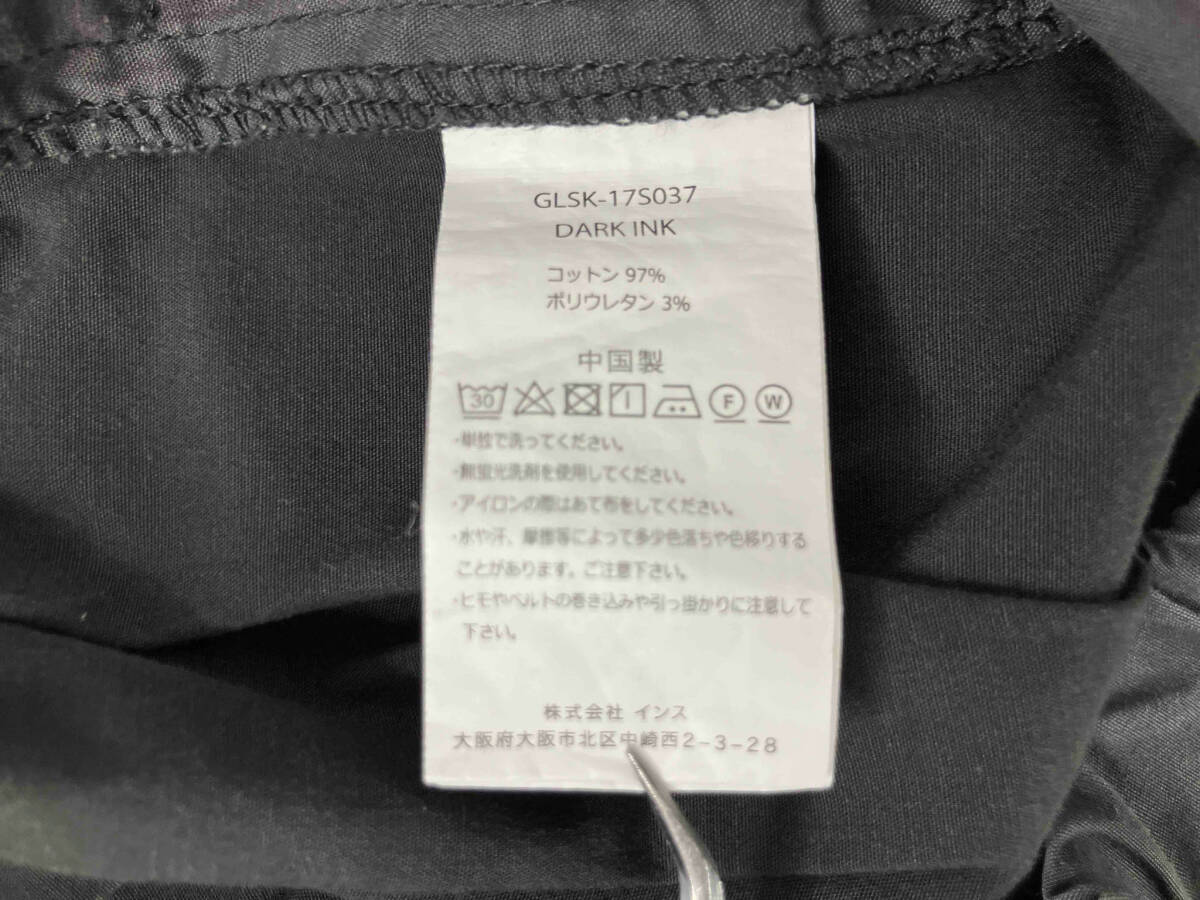 GLSK-17S037
DARK INK
コットン 97%
ポリウレタン 3%
中国製
30 F W
・単独で洗ってください。
・無蛍光洗剤を使用してください。
・アイロンの際はあて布をしてください。
・水や汗、摩擦等によって多少色落ちや色移りする
ことがあります。ご注意下さい。
・ヒモやベルトの巻き込みや引っ掛かりに注意して
下さい。
株式会社 インス
大阪府大阪市北区中崎西2-3-28